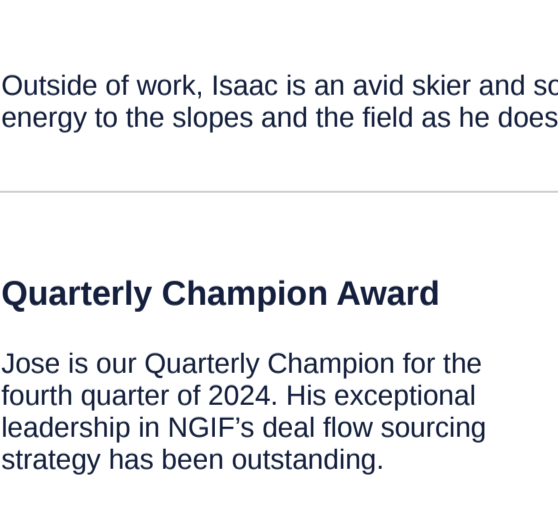 Outside of work, Isaac is an avid skier and
energy to the slopes and the field as he does
Quarterly Champion Award
Jose is our Quarterly Champion for the
fourth quarter of 2024. His exceptional
leadership in NGIF’s deal flow sourcing
strategy has been outstanding.